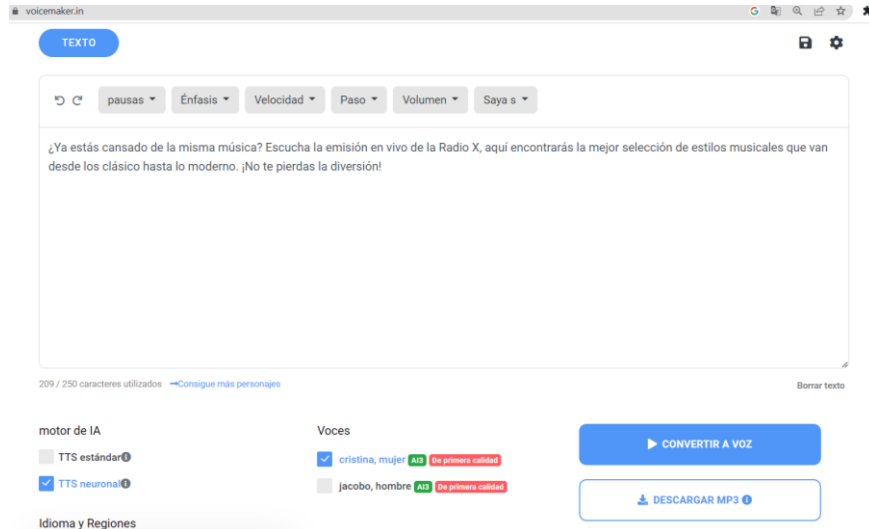 voicemaker.in
TEXTO
pausas Énfasis Velocidad Paso Volumen Saya s
¿Ya estás cansado de la misma música? Escucha la emisión en vivo de la Radio X, aquí encontrarás la mejor selección de estilos musicales que van
desde los clásico hasta lo moderno. ¡No te pierdas la diversión!
209 / 250 caracteres utilizados →Consigue más personajes
Borrar texto
motor de IA
TTS estándar
TTS neuronal
Idioma y Regiones
Voces
cristina, mujer AI3 De primera calidad
jacobo, hombre AI3 De primera calidad
CONVERTIR A VOZ
DESCARGAR MP3